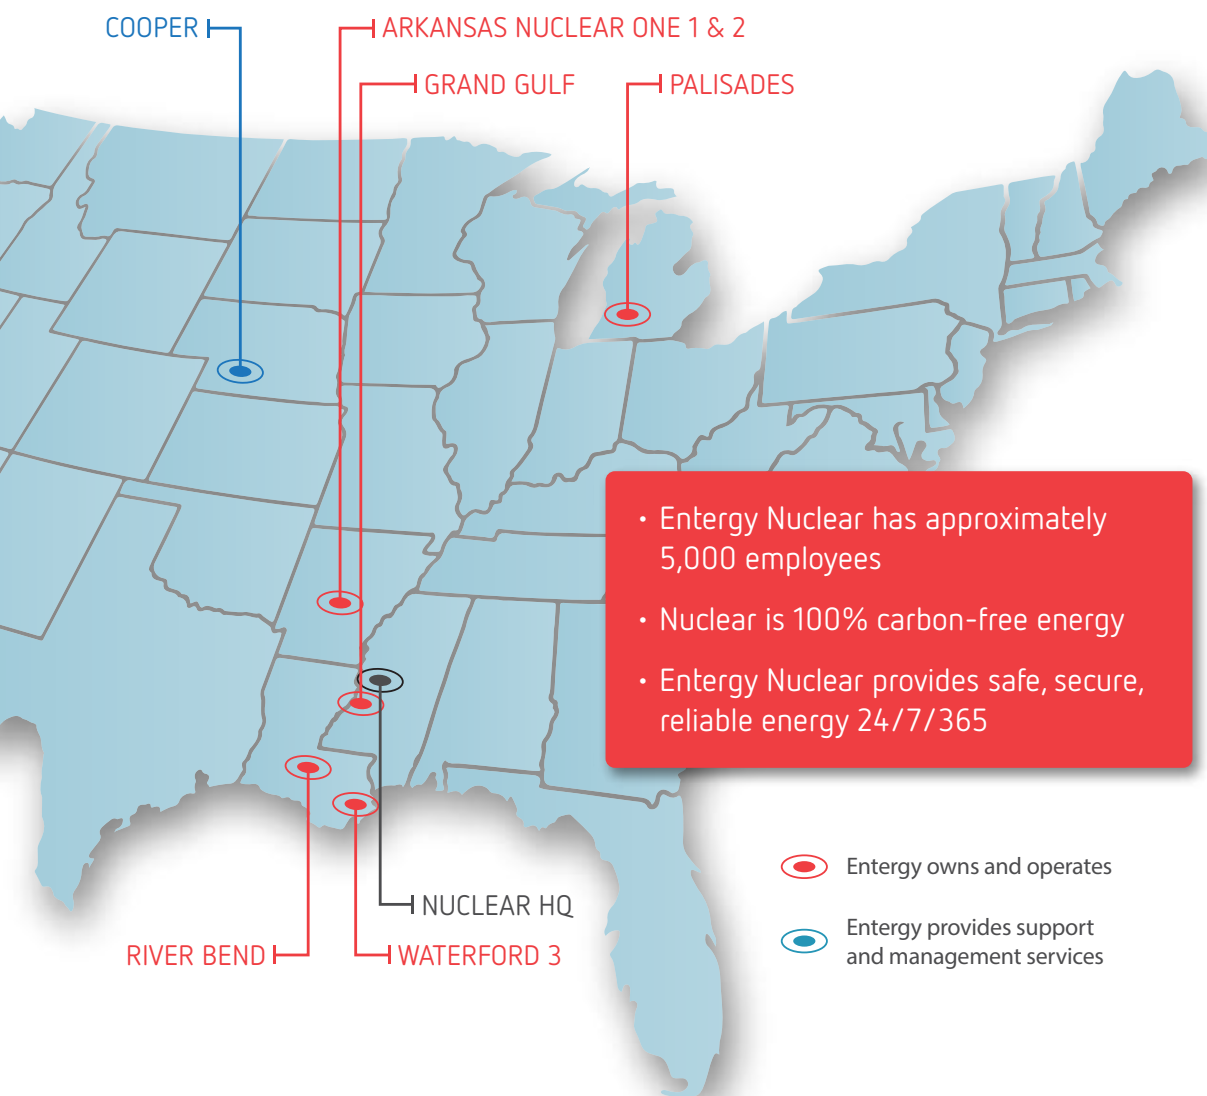 COOPER
ARKANSAS NUCLEAR ONE 1 & 2
GRAND GULF
PALISADES
• Entergy Nuclear has approximately
5,000 employees
• Nuclear is 100% carbon-free energy
• Entergy Nuclear provides safe, secure,
reliable energy 24/7/365
Entergy owns and operates
Entergy provides support
and management services
NUCLEAR HQ
RIVER BEND
WATERFORD 3